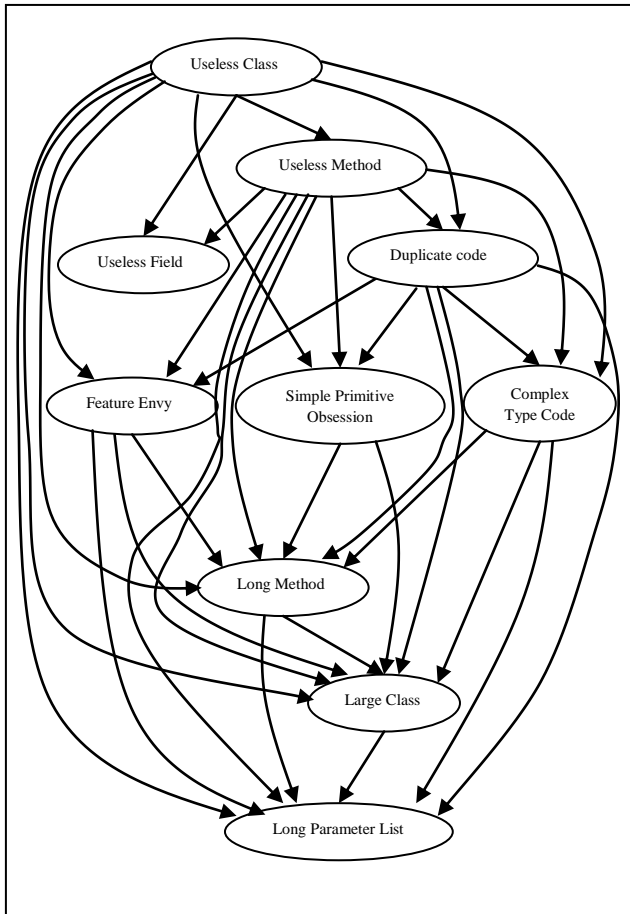 Useless Class
Useless Method
Useless Field
Duplicate code
Feature Envy
Simple Primitive
Obsession
Complex
Type Code
Long Method
Large Class
Long Parameter List